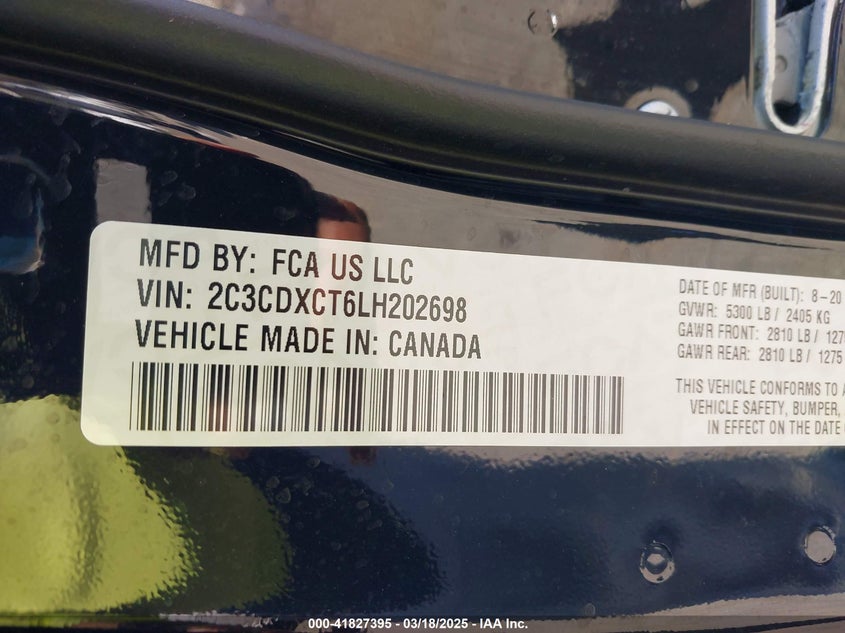 MFD BY: FCA US LLC
VIN: 2C3CDXCT6LH202698
VEHICLE MADE IN: CANADA
DATE OF MFR (BUILT): 8-20
GVWR: 5300 LB / 2405 KG
GAWR FRONT: 2810 LB / 127
GAWR REAR: 2810 LB / 1275
THIS VEHICLE CONFORMS TO A
VEHICLE SAFETY, BUMPER,
IN EFFECT ON THE DATE
000-41827395 — 03/18/2025 — IAA Inc.